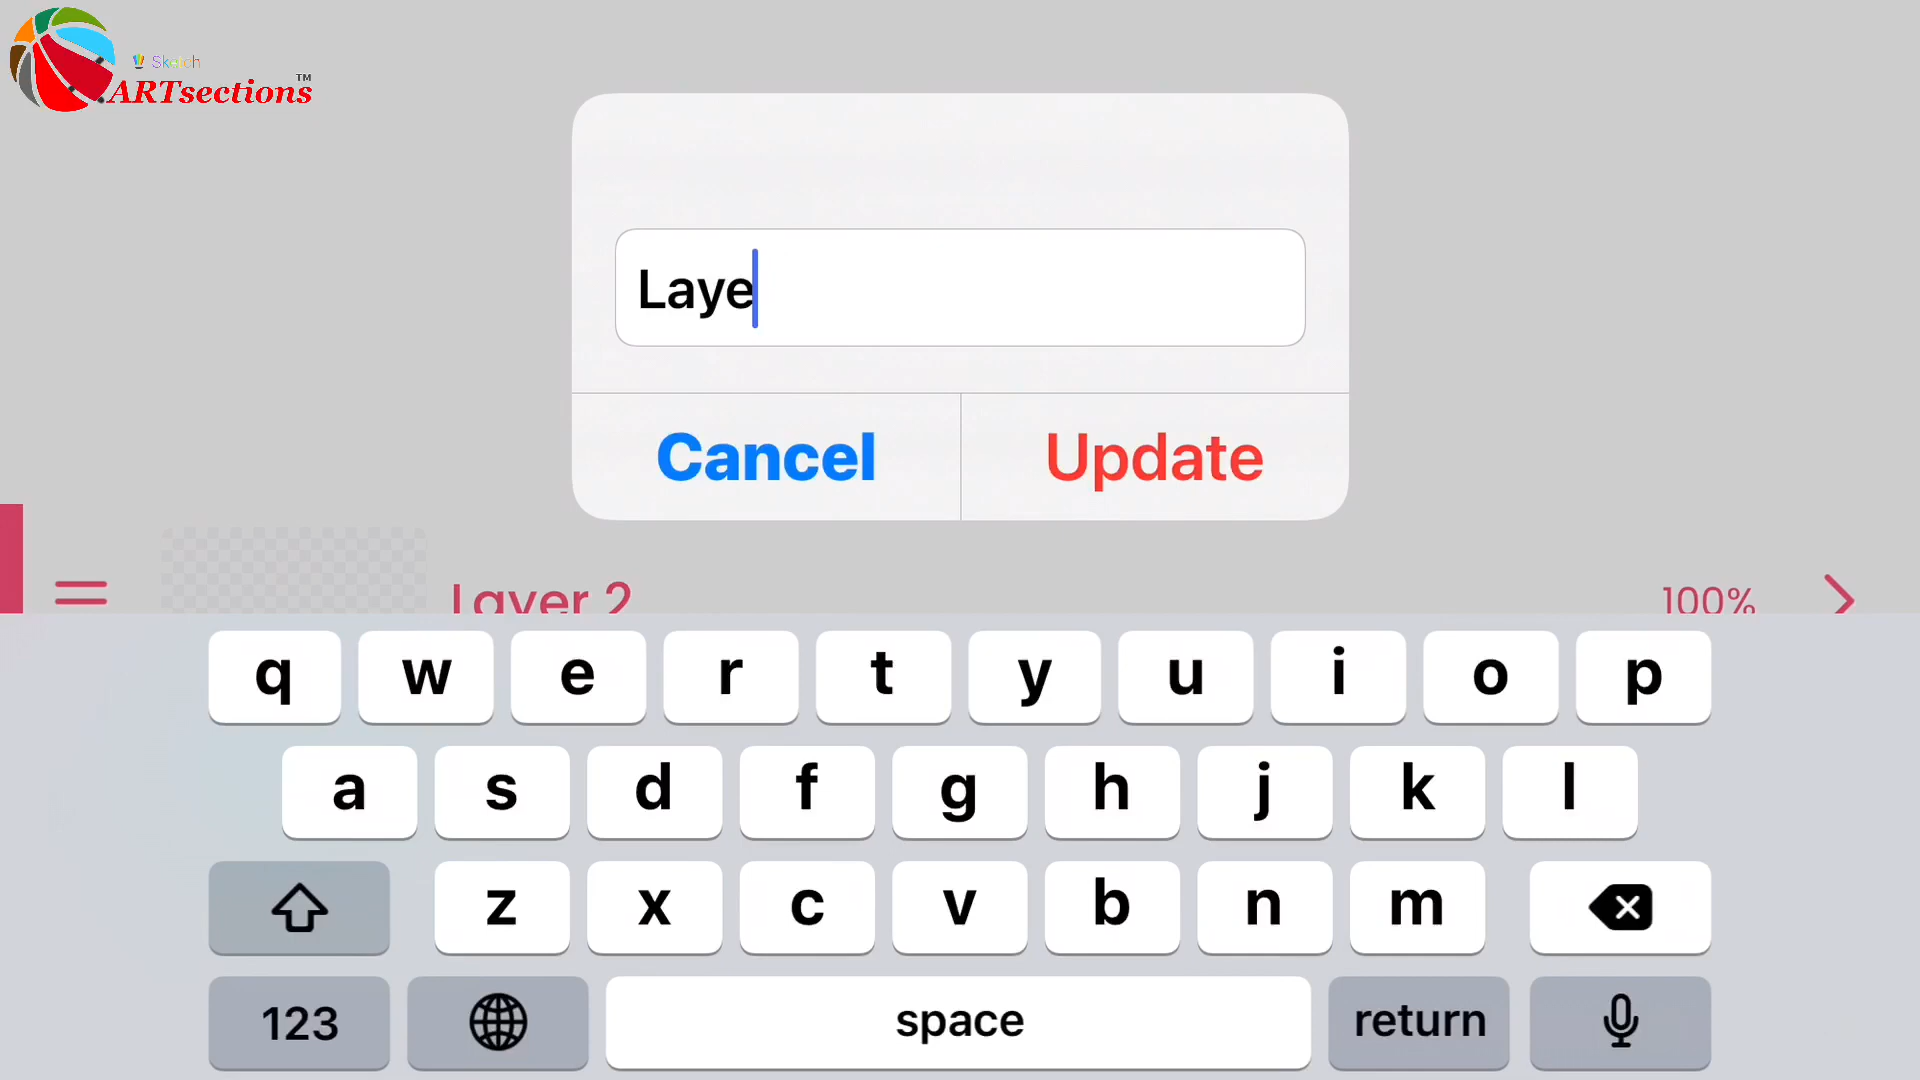 Sketch
ARTsections™
Laye
Cancel Update
Layer 2 100%
q w e r t y u i o p
a s d f g h j k l
z x c v b n m
123 space return